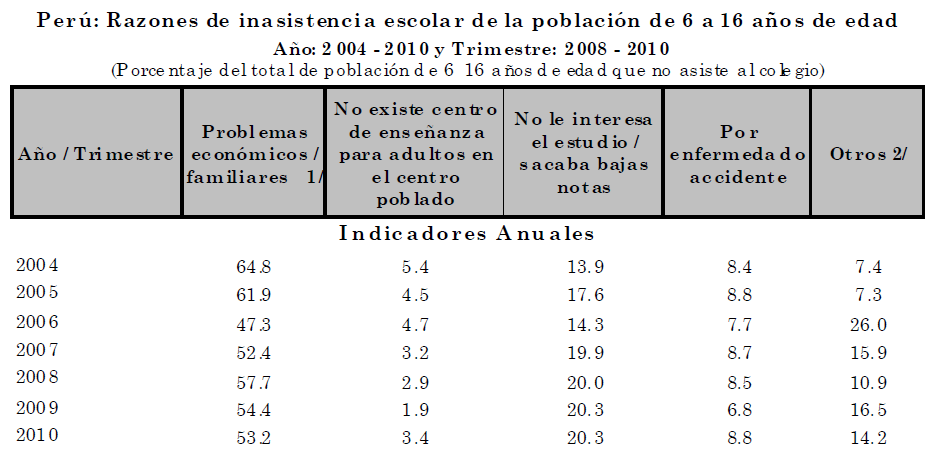 Perú: Razones de inasistencia escolar de la población de 6 a 16 años de edad
Año: 2004 - 2010 y Trimestre: 2008 - 2010
(Porcentaje del total de población de 6 16 años de edad que no asiste al colegio)
Año / Trimestre Problemas económicos / familiares 1/ No existe centro de enseñanza para adultos en el centro poblado No le interesa el estudio / sacaba bajas notas Por enfermedad o accidente Otros 2/
Indicadores Anuales
2004 64.8 5.4 13.9 8.4 7.4
2005 61.9 4.5 17.6 8.8 7.3
2006 47.3 4.7 14.3 7.7 26.0
2007 52.4 3.2 19.9 8.7 15.9
2008 57.7 2.9 20.0 8.5 10.9
2009 54.4 1.9 20.3 6.8 16.5
2010 53.2 3.4 20.3 8.8 14.2